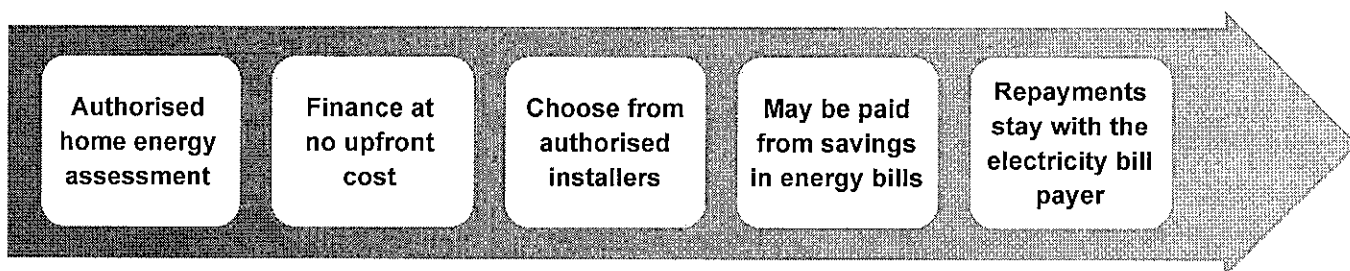 Authorised
home energy
assessment
Finance at
no upfront
cost
Choose from
authorised
installers
May be paid
from savings
in energy bills
Repayments
stay with the
electricity bill
payer